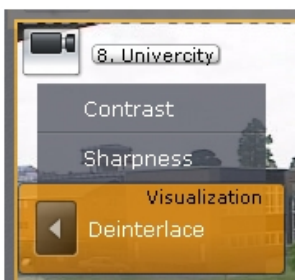 8. Univercity
Contrast
Sharpness
Visualization
Deinterlace